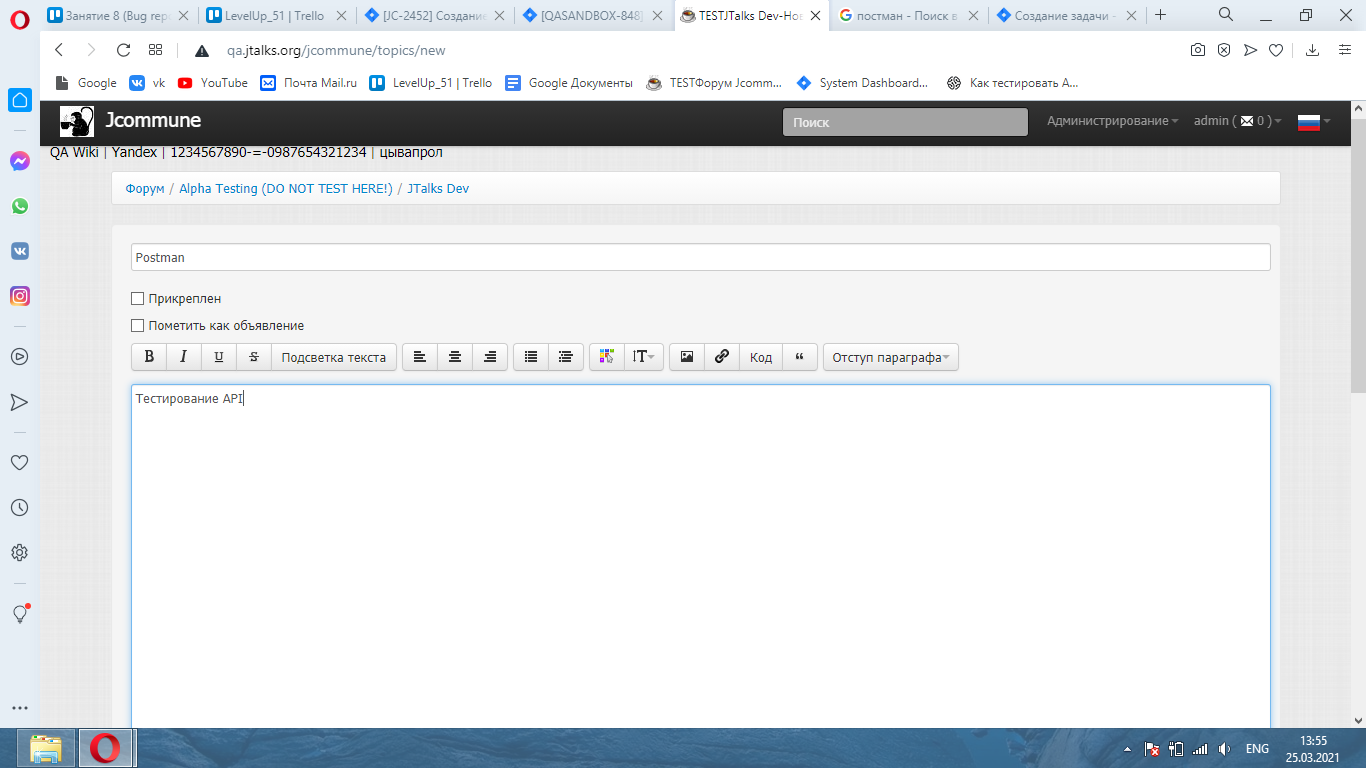 Занятие 8 (Bug repo
LevelUp_51 | Trello
[JC-2452] Создание
[QASANDBOX-848]
TESTJTalks Dev-Нов
постман - Поиск в
Создание задачи -
qa.jtalks.org/jcommune/topics/new
Google
vk
YouTube
Почта Mail.ru
LevelUp_51 | Trello
Google Документы
TESTФорум Jcomm...
System Dashboard...
Как тестировать A...
Jcommune
Поиск
Администрирование
admin ( 0 )
QA Wiki | Yandex | 1234567890-=-0987654321234 | цывапрол
Форум / Alpha Testing (DO NOT TEST HERE!) / JTalks Dev
Postman
Прикреплен
Пометить как объявление
B I U S Подсветка текста
T
Код
“
Отступ параграфа
Тестирование API
ENG
13:55
25.03.2021